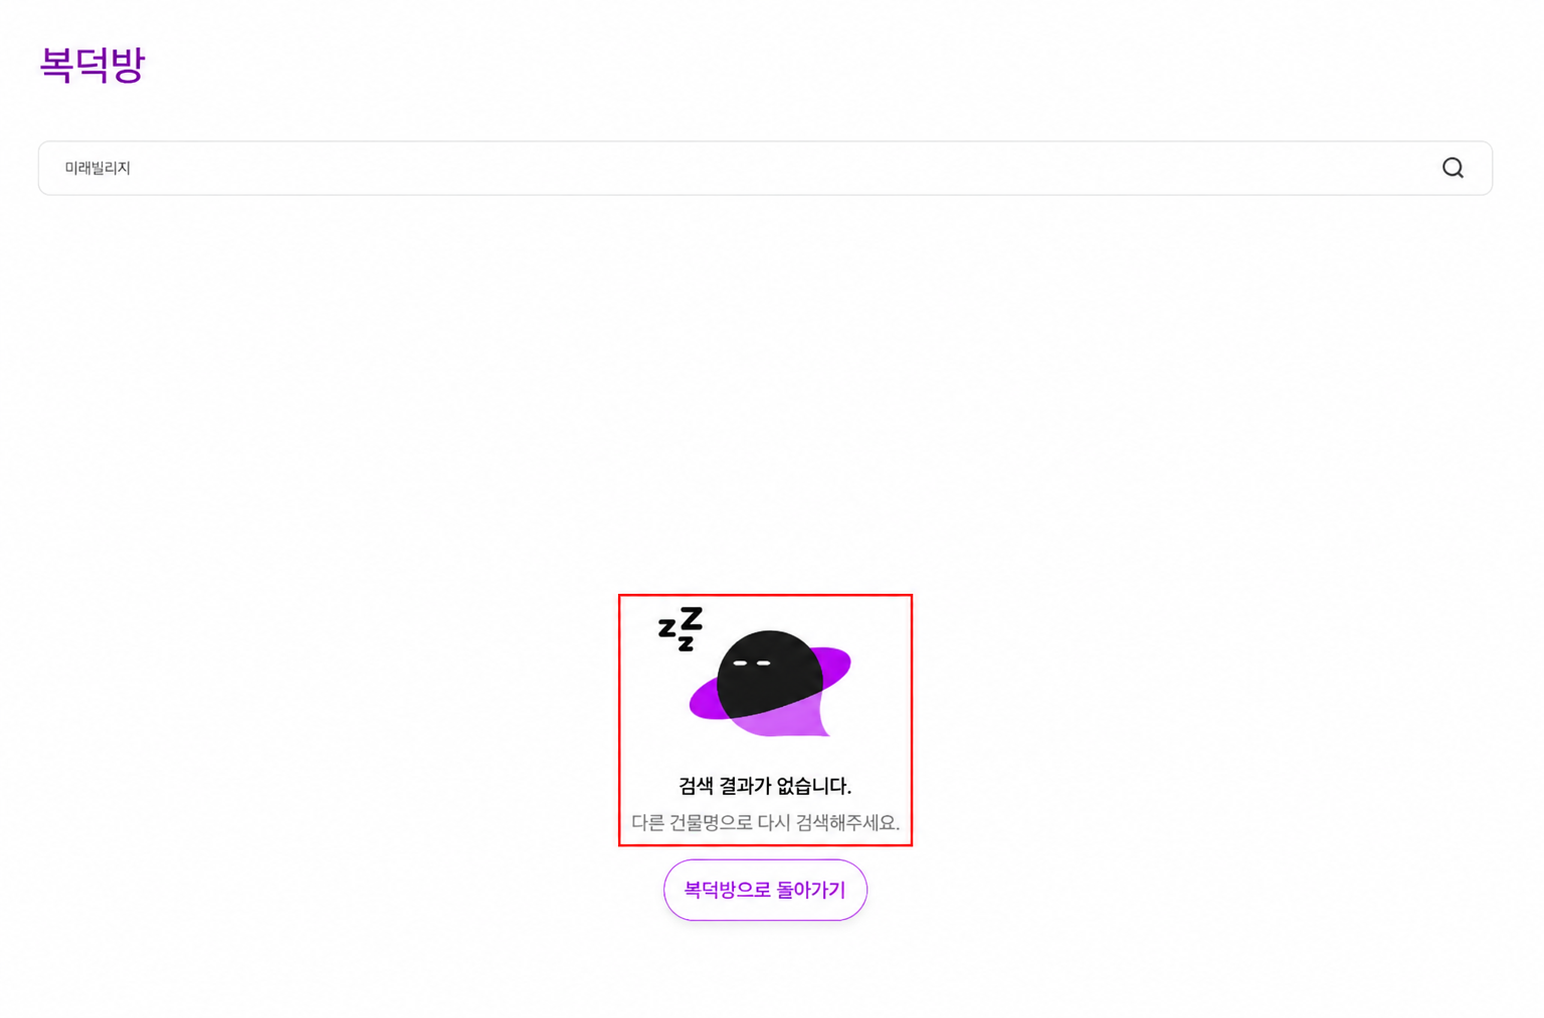 복덕방
미래빌리지
z Z
z
검색 결과가 없습니다.
다른 건물명으로 다시 검색해주세요.
복덕방으로 돌아가기